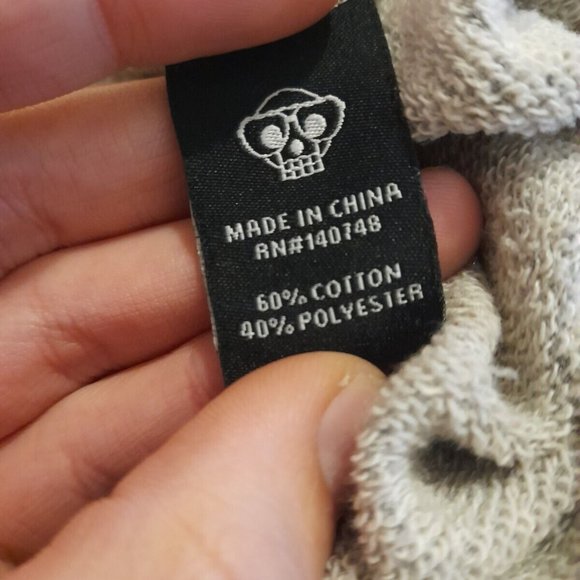 MADE IN CHINA
RN#140748
60% COTTON
40% POLYESTER